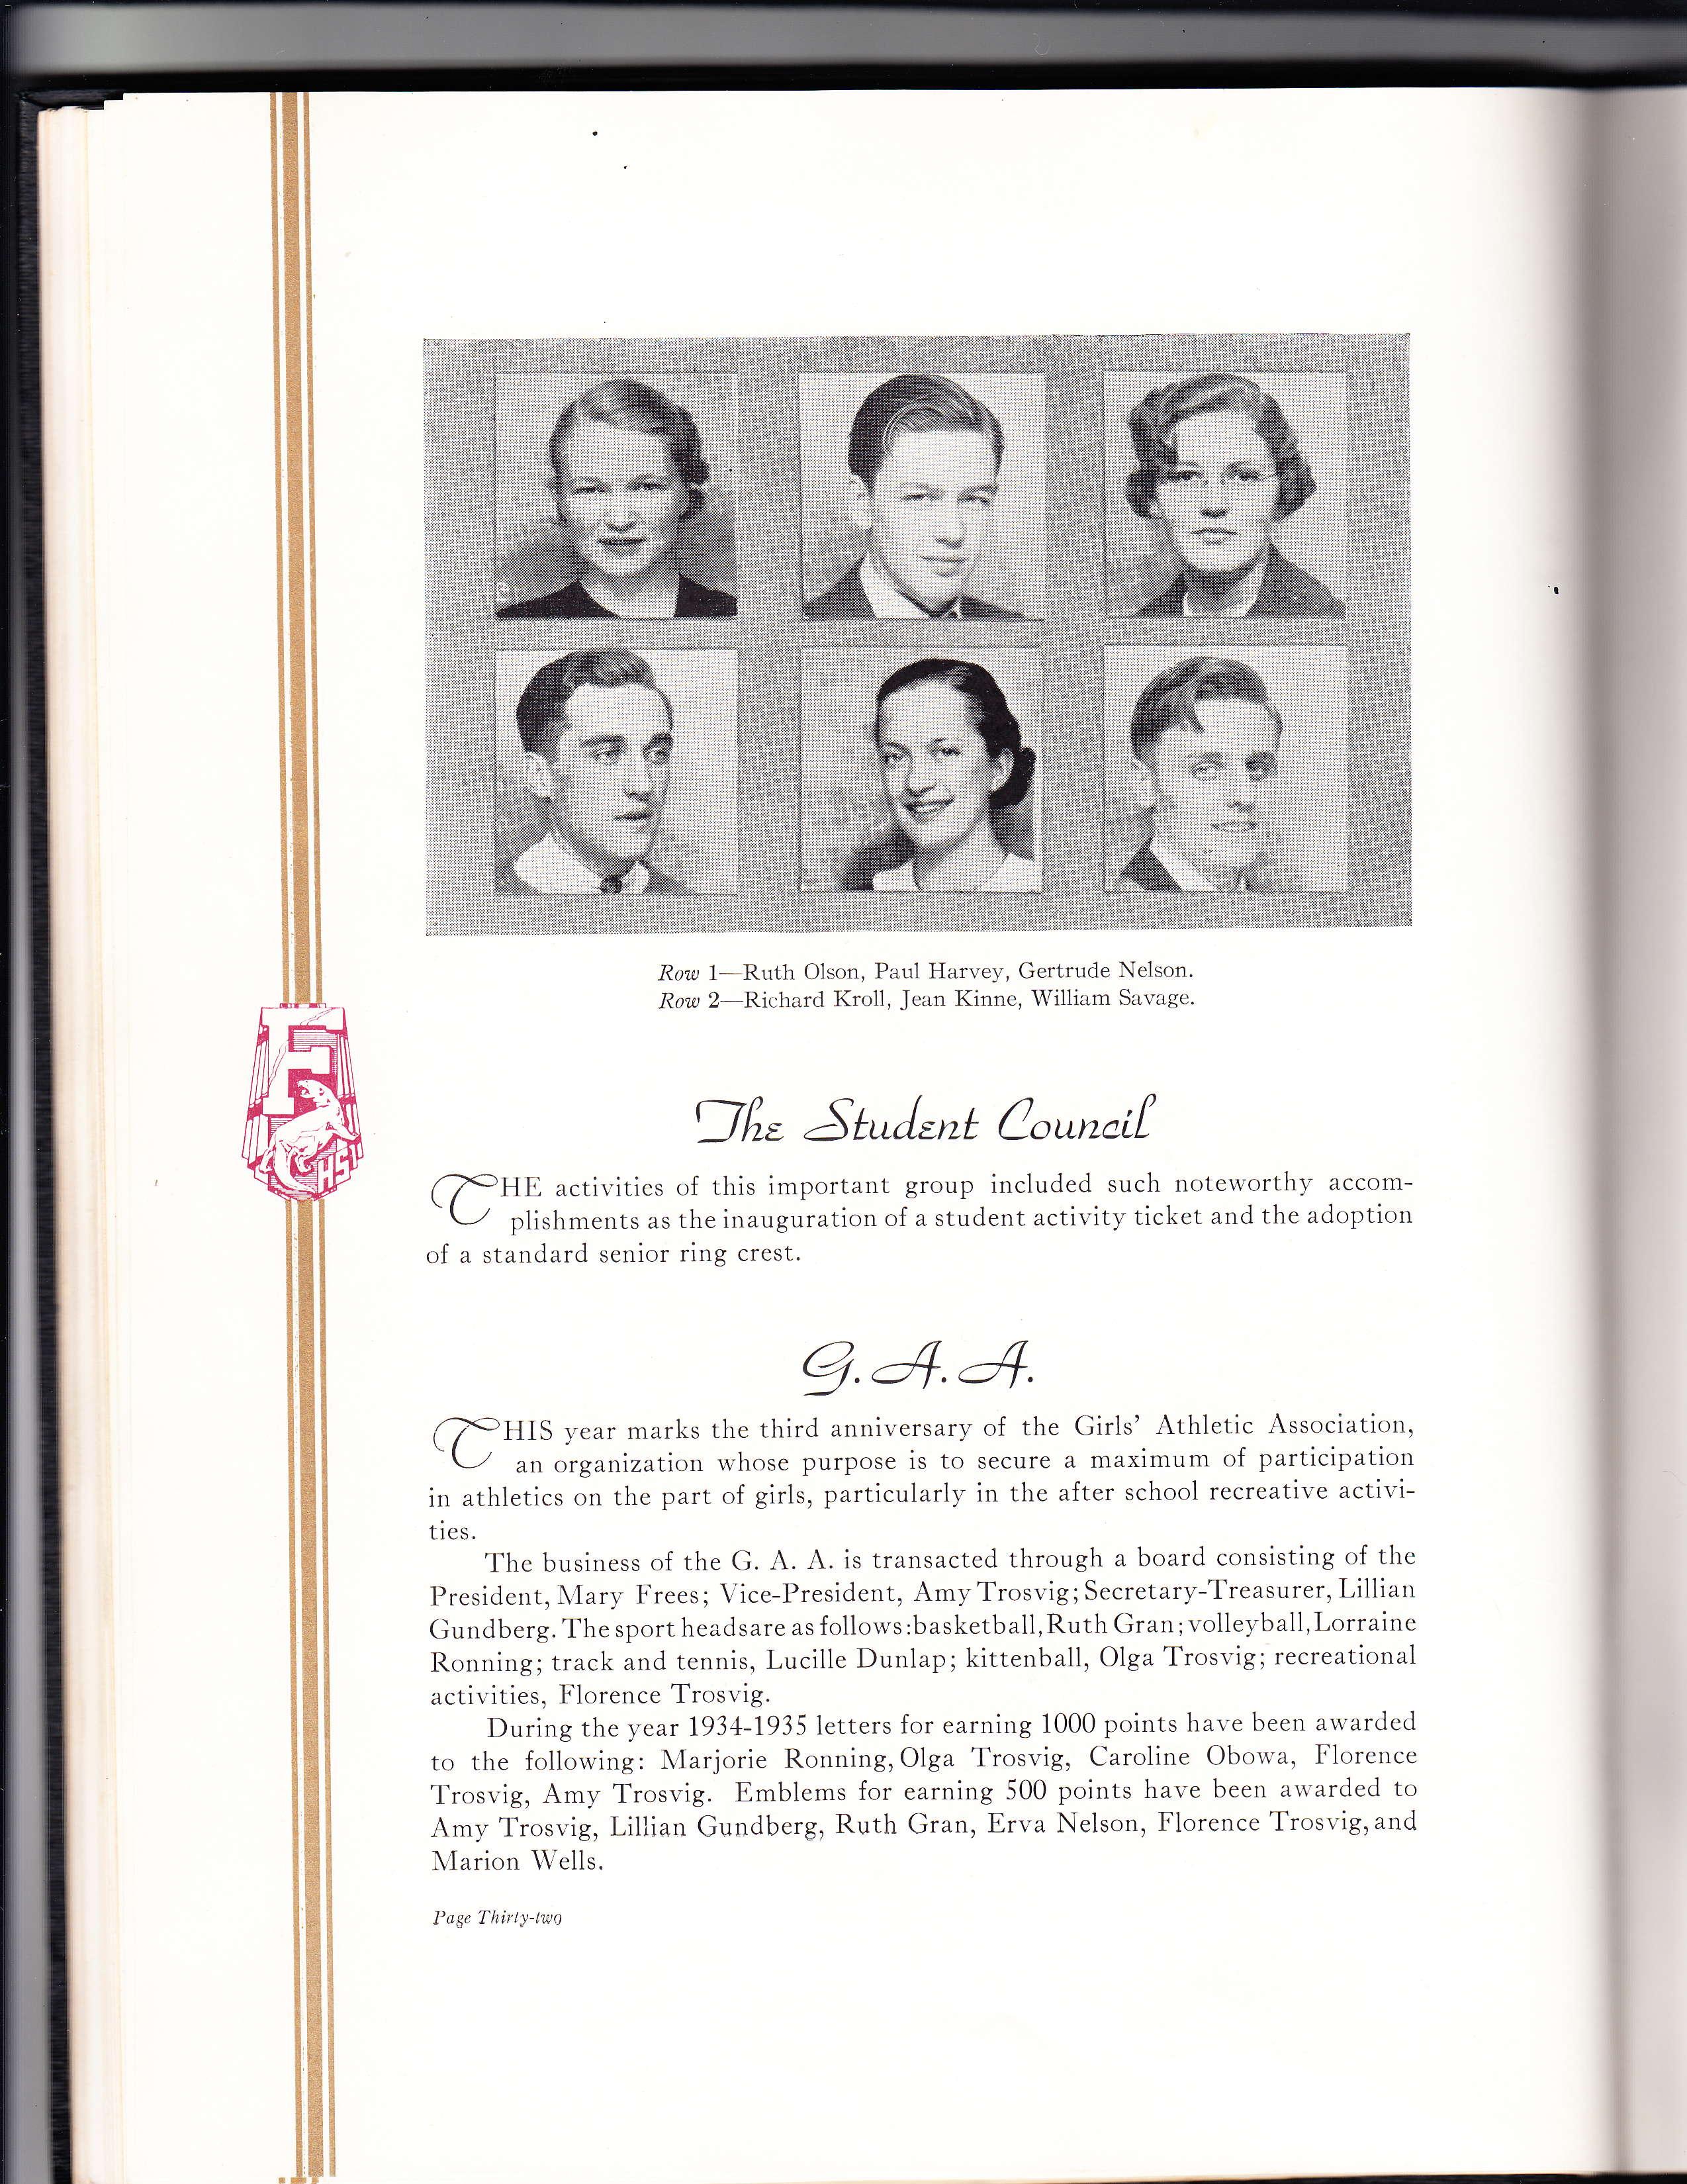 Row 1—Ruth Olson, Paul Harvey, Gertrude Nelson.
Row 2—Richard Kroll, Jean Kinne, William Savage.
F
HS
The Student Council
THE activities of this important group included such noteworthy accom-
plishments as the inauguration of a student activity ticket and the adoption
of a standard senior ring crest.
G. A. A.
THIS year marks the third anniversary of the Girls' Athletic Association,
an organization whose purpose is to secure a maximum of participation
in athletics on the part of girls, particularly in the after school recreative activi-
ties.
The business of the G. A. A. is transacted through a board consisting of the
President, Mary Frees; Vice-President, Amy Trosvig; Secretary-Treasurer, Lillian
Gundberg. The sport headsare as follows: basketball, Ruth Gran; volleyball, Lorraine
Ronning; track and tennis, Lucille Dunlap; kittenball, Olga Trosvig; recreational
activities, Florence Trosvig.
During the year 1934-1935 letters for earning 1000 points have been awarded
to the following: Marjorie Ronning, Olga Trosvig, Caroline Obowa, Florence
Trosvig, Amy Trosvig. Emblems for earning 500 points have been awarded to
Amy Trosvig, Lillian Gundberg, Ruth Gran, Erva Nelson, Florence Trosvig, and
Marion Wells.
Page Thirty-two